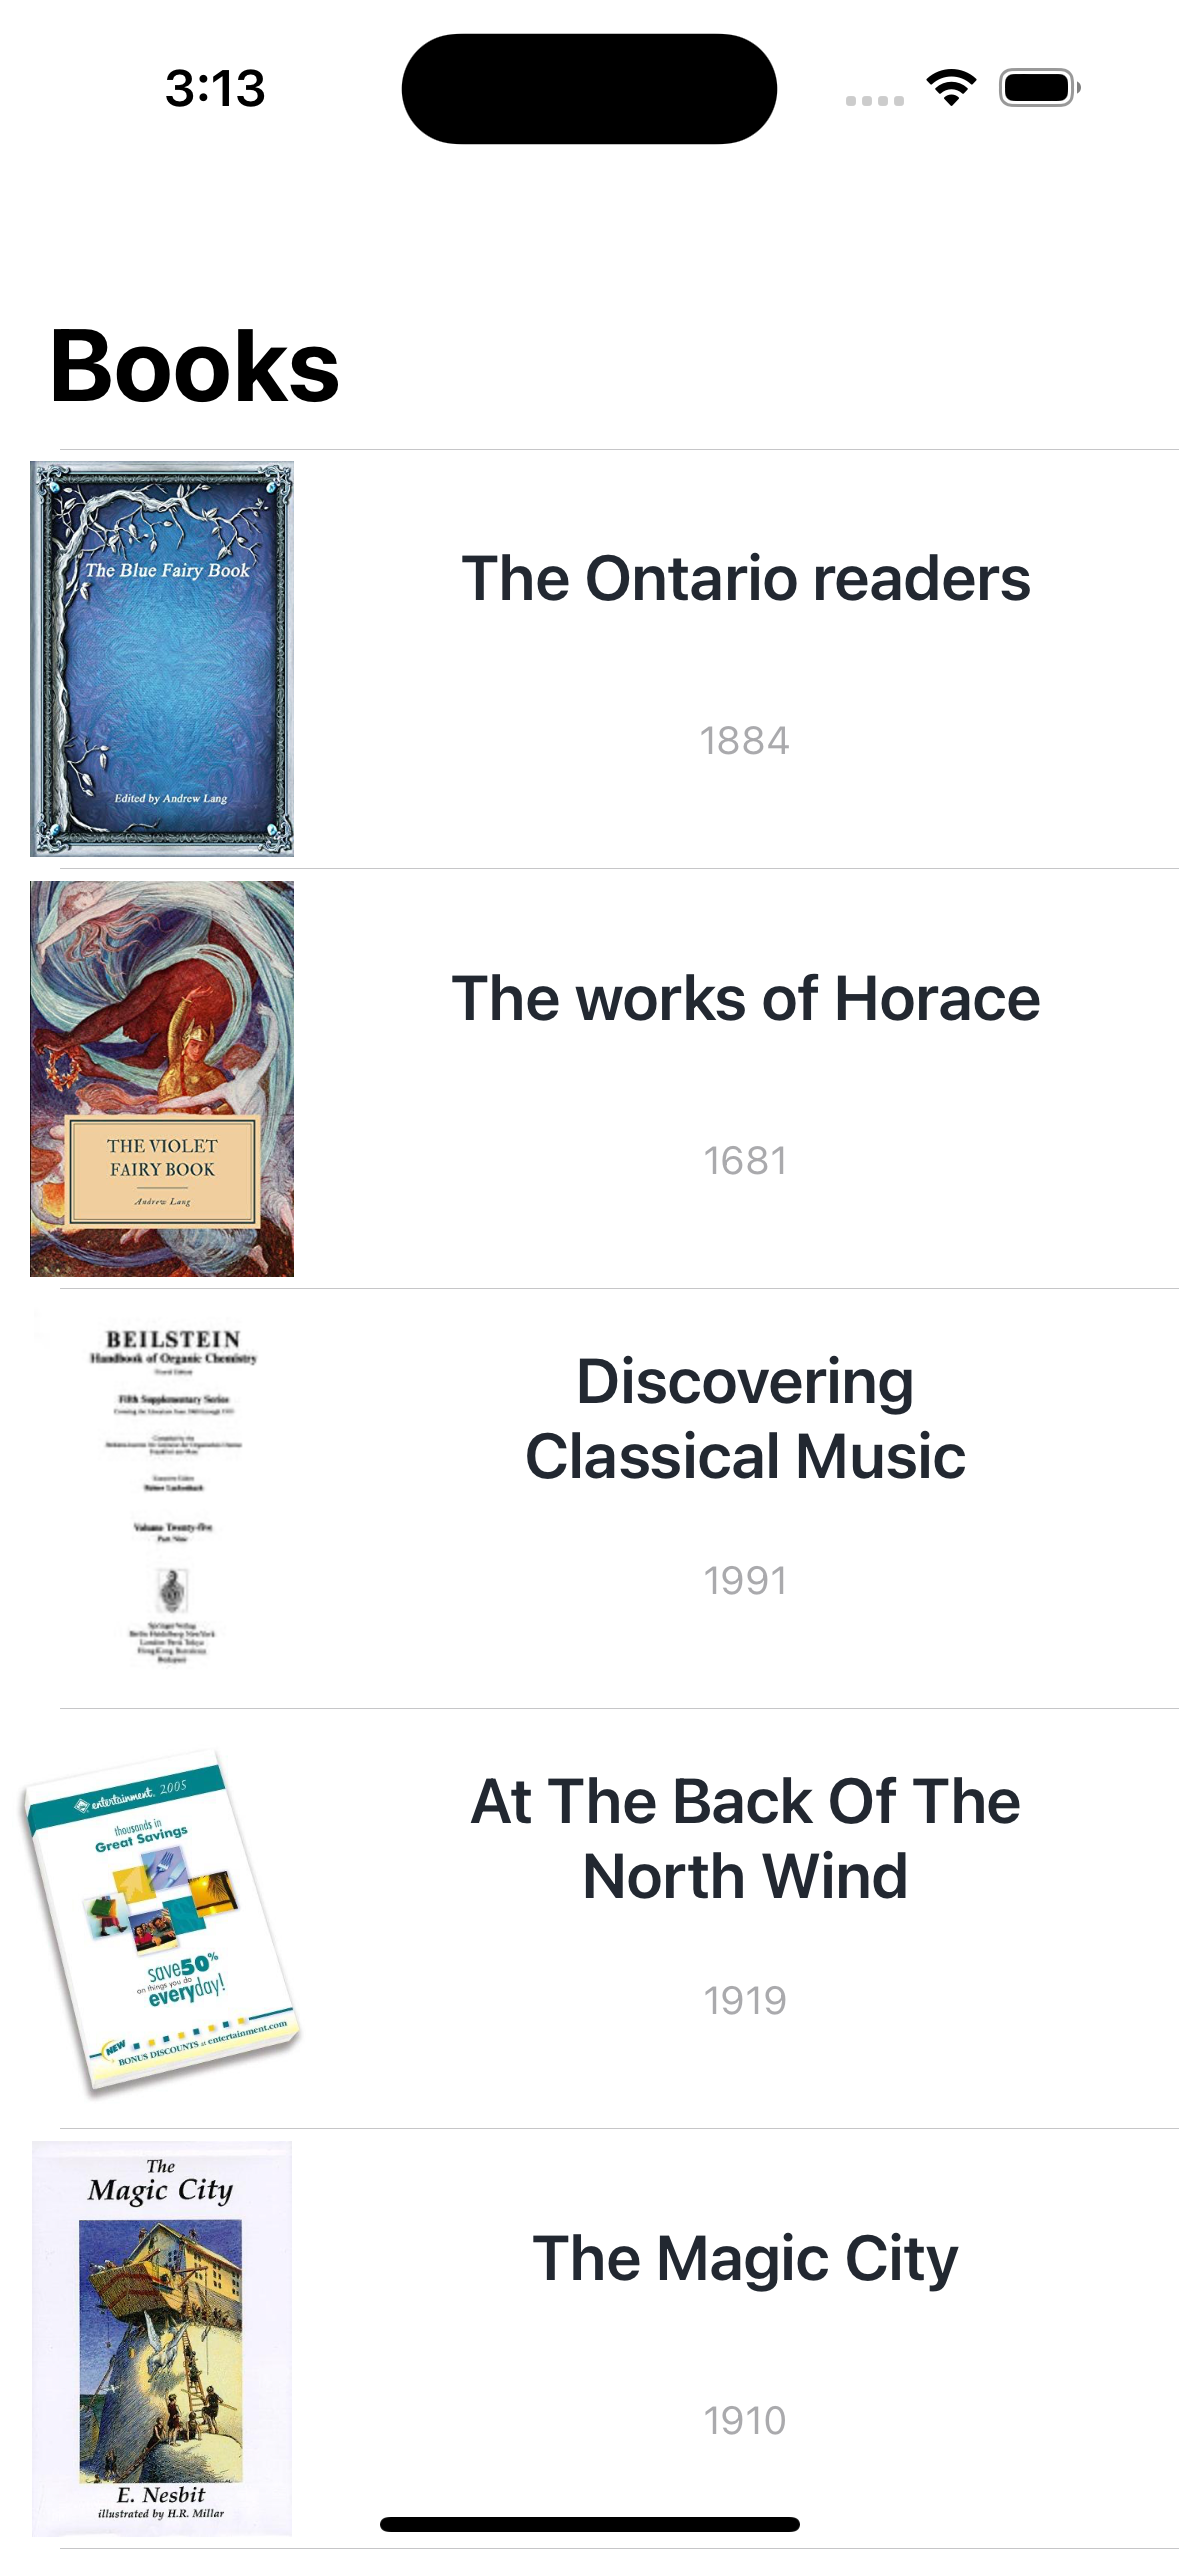 3:13
Books
The Blue Fairy Book
Edited by Andrew Lang
The Ontario readers
1884
THE VIOLET
FAIRY BOOK
Andrew Lang
The works of Horace
1681
BEILSTEIN
Handbook of Organic Chemistry
Fifth Supplementary Series
Volume Twenty-five
Discovering
Classical Music
1991
entertainment. 2005
thousands in
Great Savings
save 50%
on things you do
everyday!
NEW
BONUS DISCOUNTS at entertainment.com
At The Back Of The
North Wind
1919
The
Magic City
E. Nesbit
illustrated by H.R. Millar
The Magic City
1910